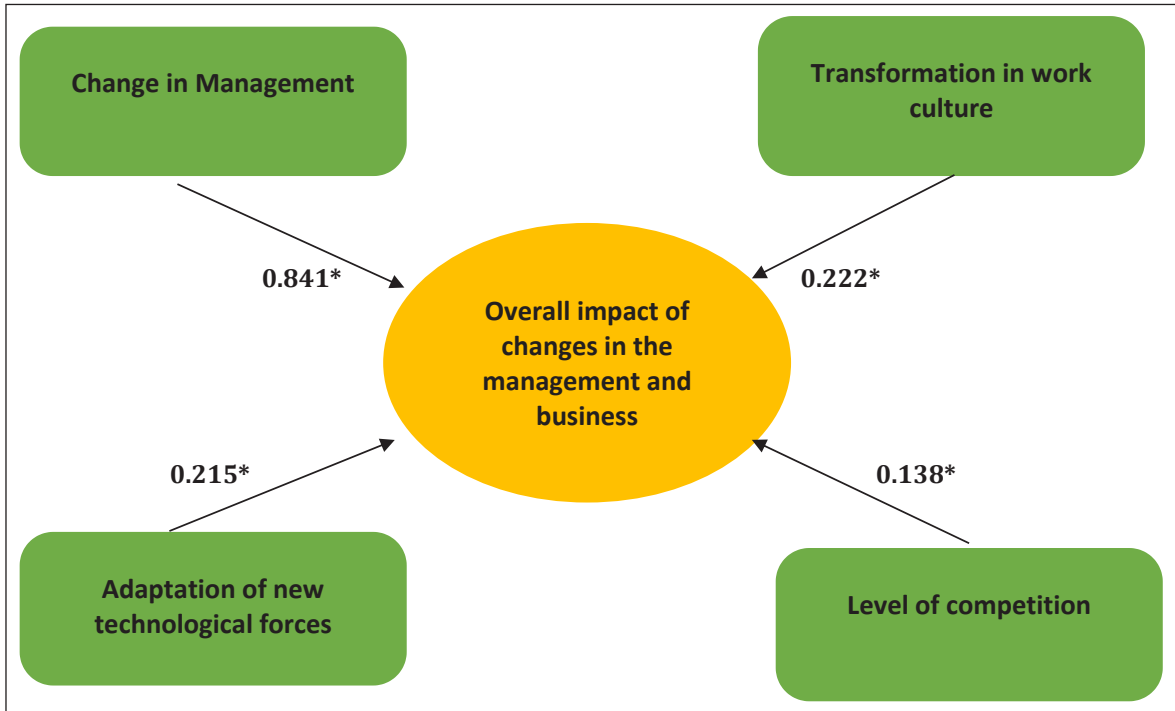 Change in Management
Transformation in work
culture
0.841*
0.222*
Overall impact of
changes in the
management and
business
0.215*
0.138*
Adaptation of new
technological forces
Level of competition